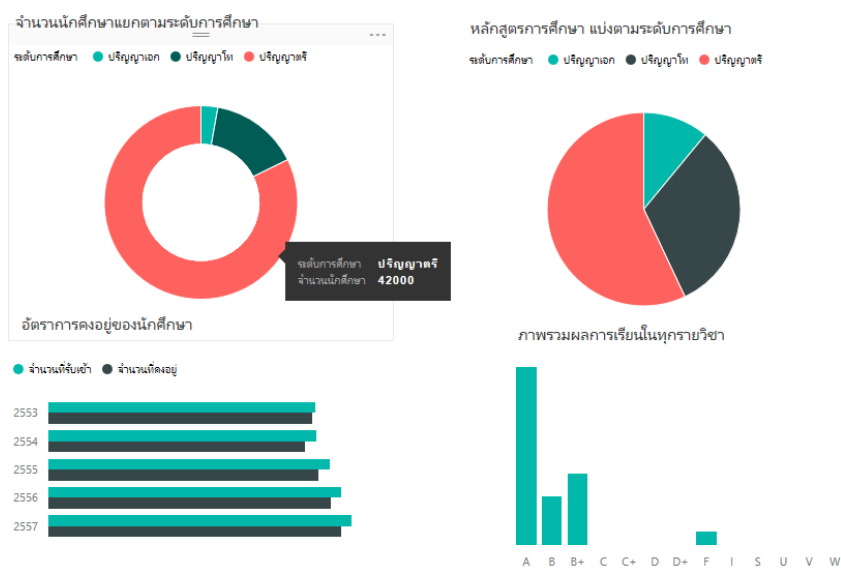 จำนวนนักศึกษาแยกตามระดับการศึกษา
ระดับการศึกษา ปริญญาเอก ปริญญาโท ปริญญาตรี
ระดับการศึกษา ปริญญาตรี
จำนวนนักศึกษา 42000
หลักสูตรการศึกษา แบ่งตามระดับการศึกษา
ระดับการศึกษา ปริญญาเอก ปริญญาโท ปริญญาตรี
อัตราการคงอยู่ของนักศึกษา
จำนวนที่รับเข้า จำนวนที่คงอยู่
2553
2554
2555
2556
2557
ภาพรวมผลการเรียนในทุกรายวิชา
A B B+ C C+ D D+ F I S U V W